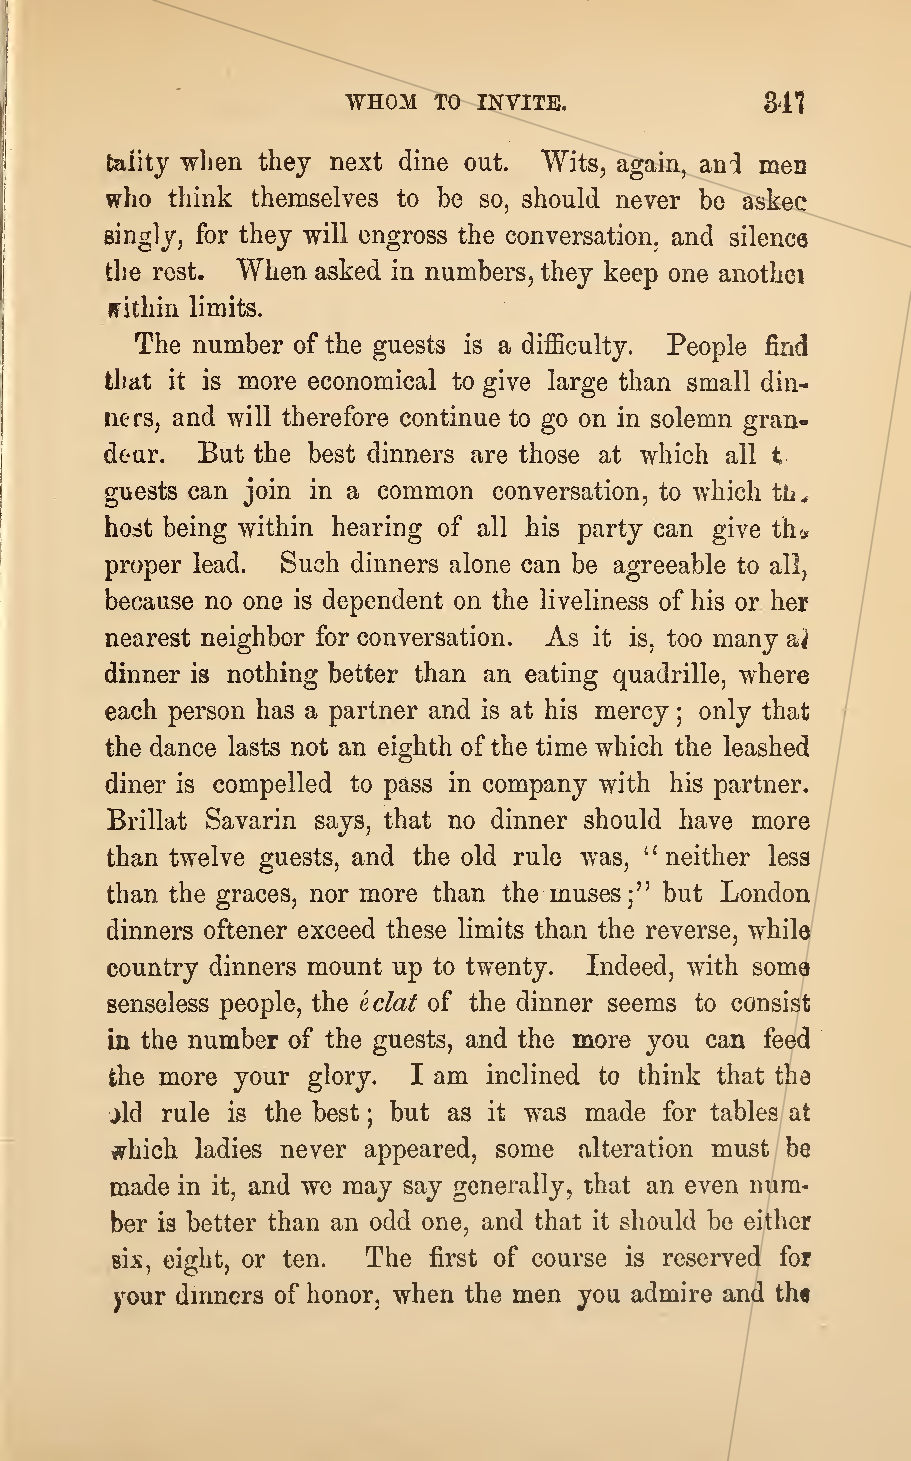 WHOM TO INVITE. 347
tality when they next dine out. Wits, again, and men
who think themselves to be so, should never be asked
singly, for they will engross the conversation, and silence
the rest. When asked in numbers, they keep one another
within limits.
The number of the guests is a difficulty. People find
that it is more economical to give large than small din-
ners, and will therefore continue to go on in solemn gran-
deur. But the best dinners are those at which all t
guests can join in a common conversation, to which the
host being within hearing of all his party can give the
proper lead. Such dinners alone can be agreeable to all,
because no one is dependent on the liveliness of his or her
nearest neighbor for conversation. As it is, too many at
dinner is nothing better than an eating quadrille, where
each person has a partner and is at his mercy; only that
the dance lasts not an eighth of the time which the leashed
diner is compelled to pass in company with his partner.
Brillat Savarin says, that no dinner should have more
than twelve guests, and the old rule was, "neither less
than the graces, nor more than the muses;" but London
dinners oftener exceed these limits than the reverse, while
country dinners mount up to twenty. Indeed, with some
senseless people, the éclat of the dinner seems to consist
in the number of the guests, and the more you can feed
the more your glory. I am inclined to think that the
old rule is the best; but as it was made for tables at
which ladies never appeared, some alteration must be
made in it, and we may say generally, that an even num-
ber is better than an odd one, and that it should be either
six, eight, or ten. The first of course is reserved for
your dinners of honor, when the men you admire and the